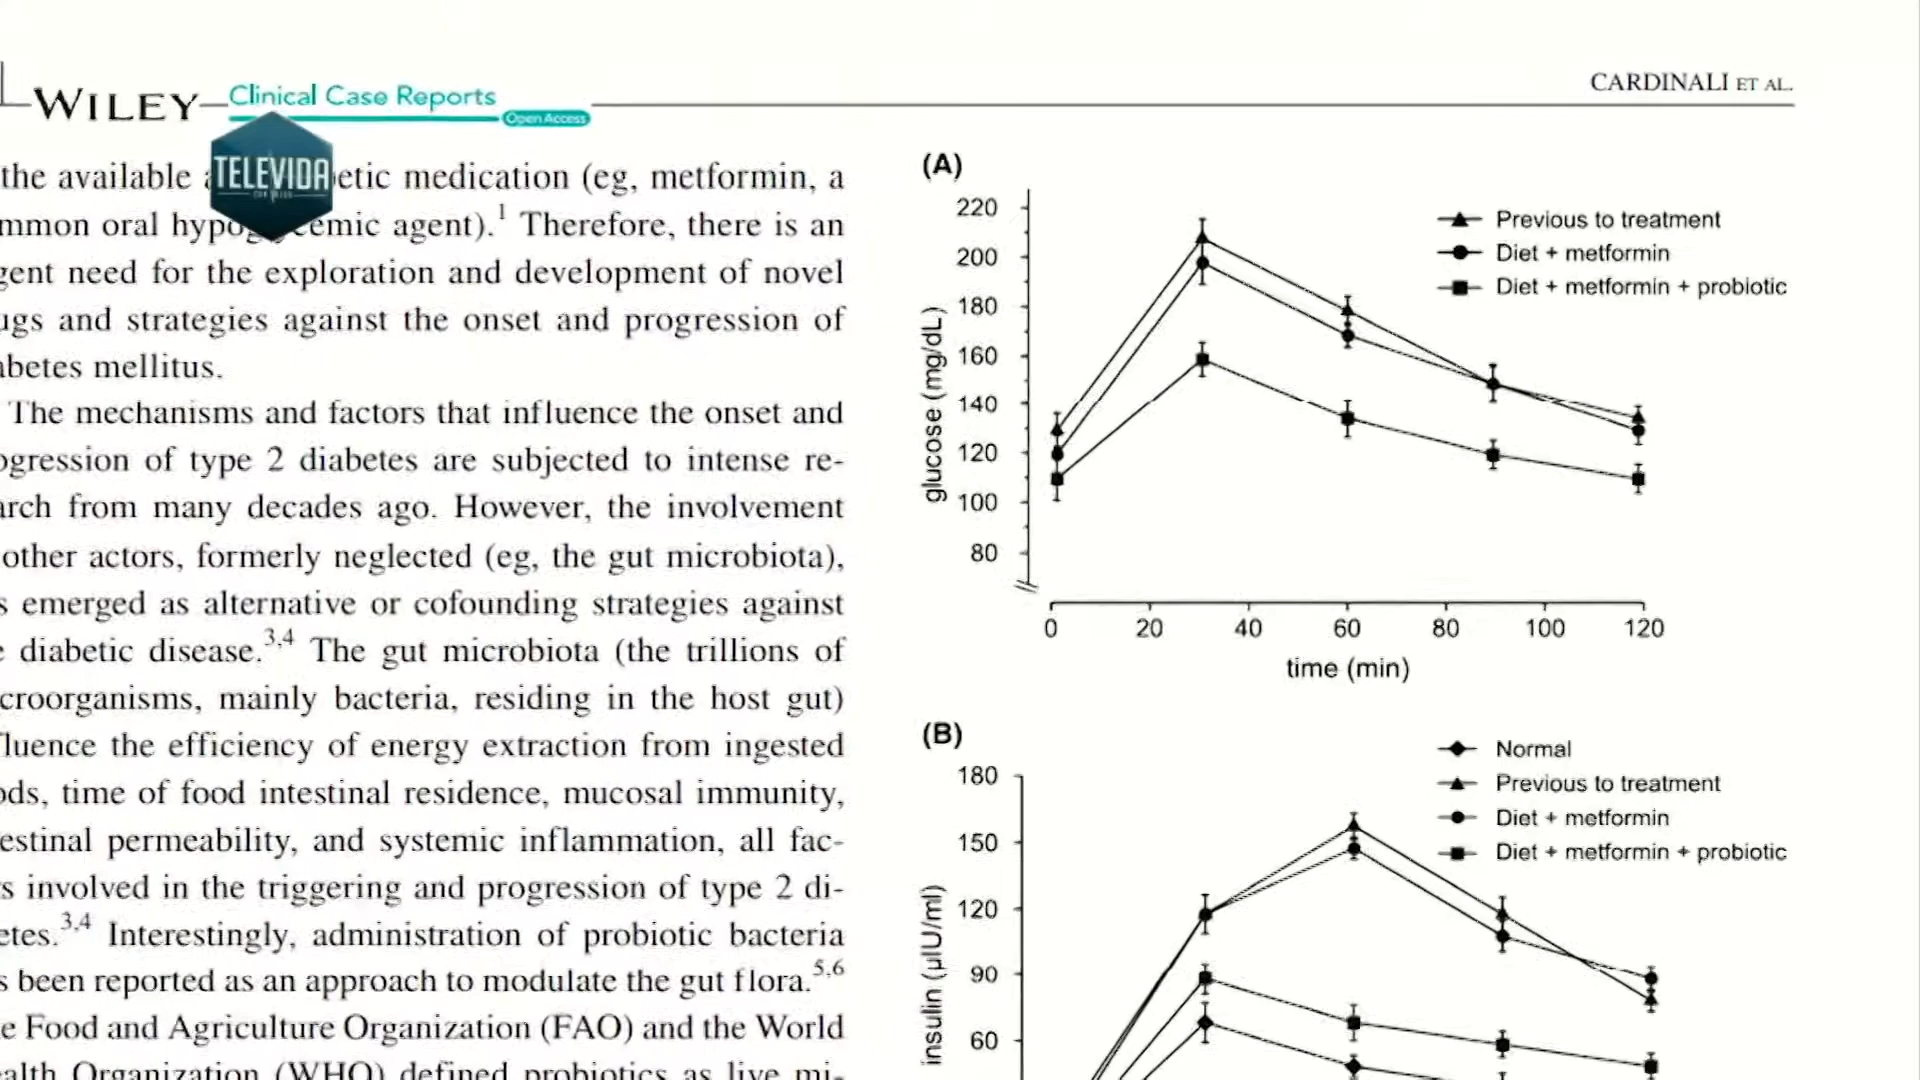 WILEY
Clinical Case Reports
Open Access
CARDINALI ET AL.
TELEVIDA
the available etic medication (eg, metformin, a
mmon oral hypoglycemic agent).1 Therefore, there is an
gent need for the exploration and development of novel
ugs and strategies against the onset and progression of
abetes mellitus.
The mechanisms and factors that influence the onset and
ogression of type 2 diabetes are subjected to intense re-
arch from many decades ago. However, the involvement
other actors, formerly neglected (eg, the gut microbiota),
s emerged as alternative or cofounding strategies against
e diabetic disease.3,4 The gut microbiota (the trillions of
croorganisms, mainly bacteria, residing in the host gut)
fluence the efficiency of energy extraction from ingested
ods, time of food intestinal residence, mucosal immunity,
estinal permeability, and systemic inflammation, all fac-
s involved in the triggering and progression of type 2 di-
etes.3,4 Interestingly, administration of probiotic bacteria
s been reported as an approach to modulate the gut flora.5,6
e Food and Agriculture Organization (FAO) and the World
alth Organization (WHO) defined probiotics as live mi-
(A)
Previous to treatment
Diet + metformin
Diet + metformin + probiotic
glucose (mg/dL)
220
200
180
160
140
120
100
80
0 20 40 60 80 100 120
time (min)
(B)
Normal
Previous to treatment
Diet + metformin
Diet + metformin + probiotic
insulin (µIU/ml)
180
150
120
90
60